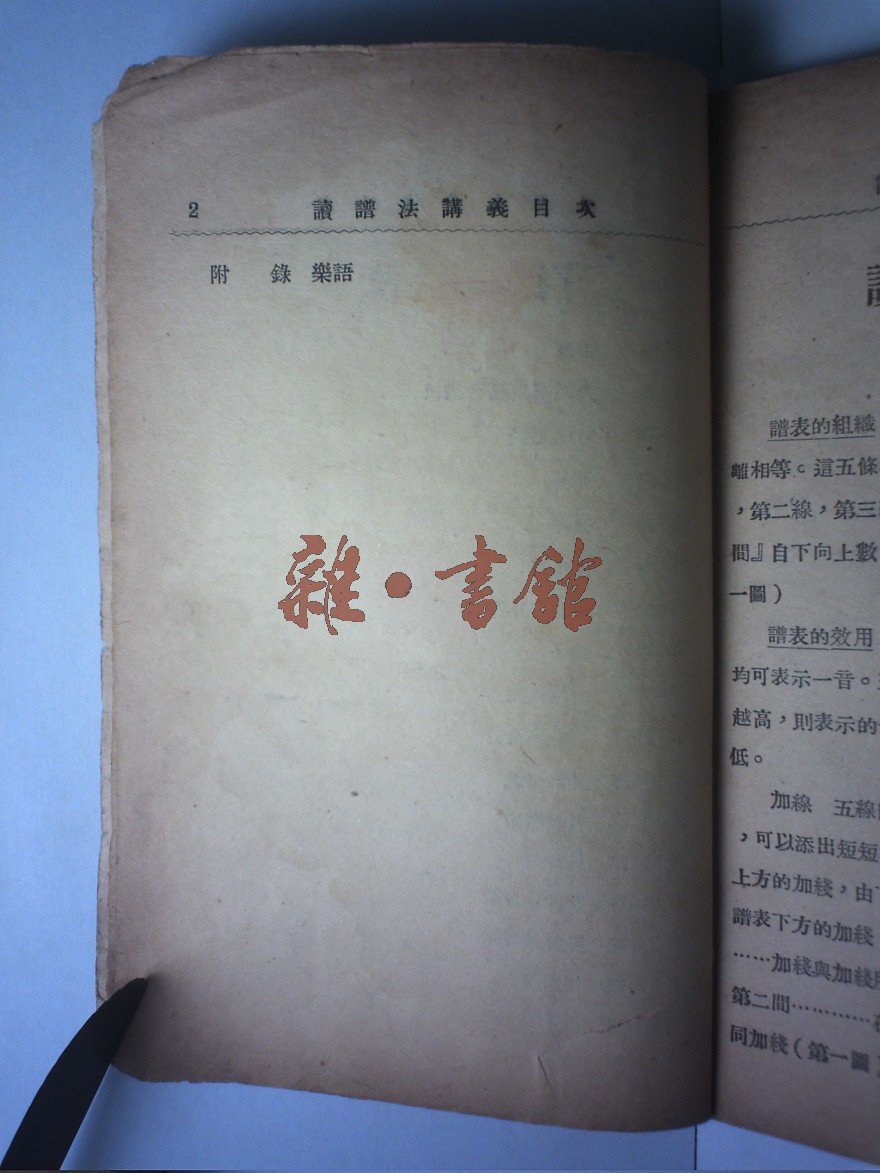 2 讀譜法講義目次
附 錄 樂語
雜·書館
譜表的組織
離相等。這五條
，第二線，第三
間』自下向上數
一圖）
譜表的效用
均可表示一音。
越高，則表示的
低。
加線 五線
，可以添出短短
上方的加綫，由
譜表下方的加綫
……加綫與加綫
第二間…………
同加綫（第一圖